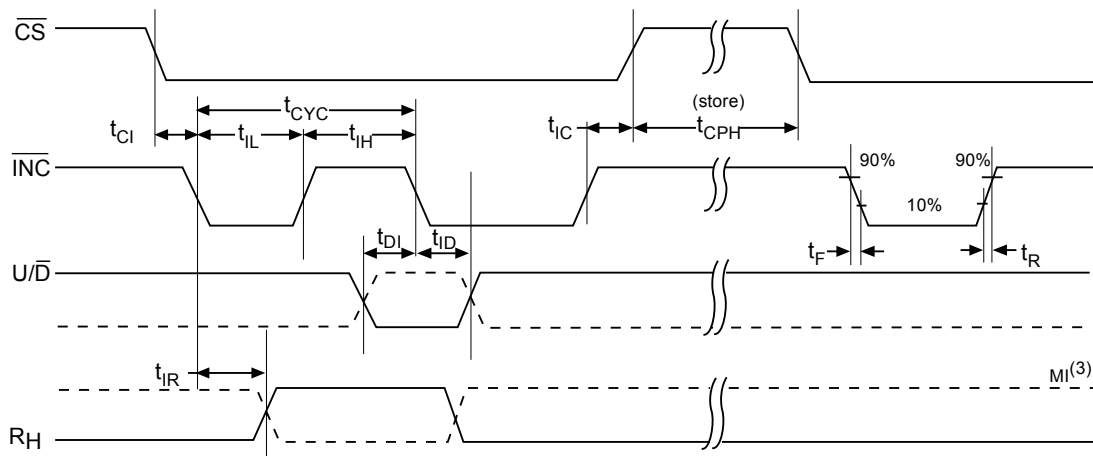 CS
(store)
tCYC
tCI
tIL
tIH
tIC
tCPH
INC
90%
90%
10%
tDI
tID
tF
tR
U/D
tIR
MI(3)
RH